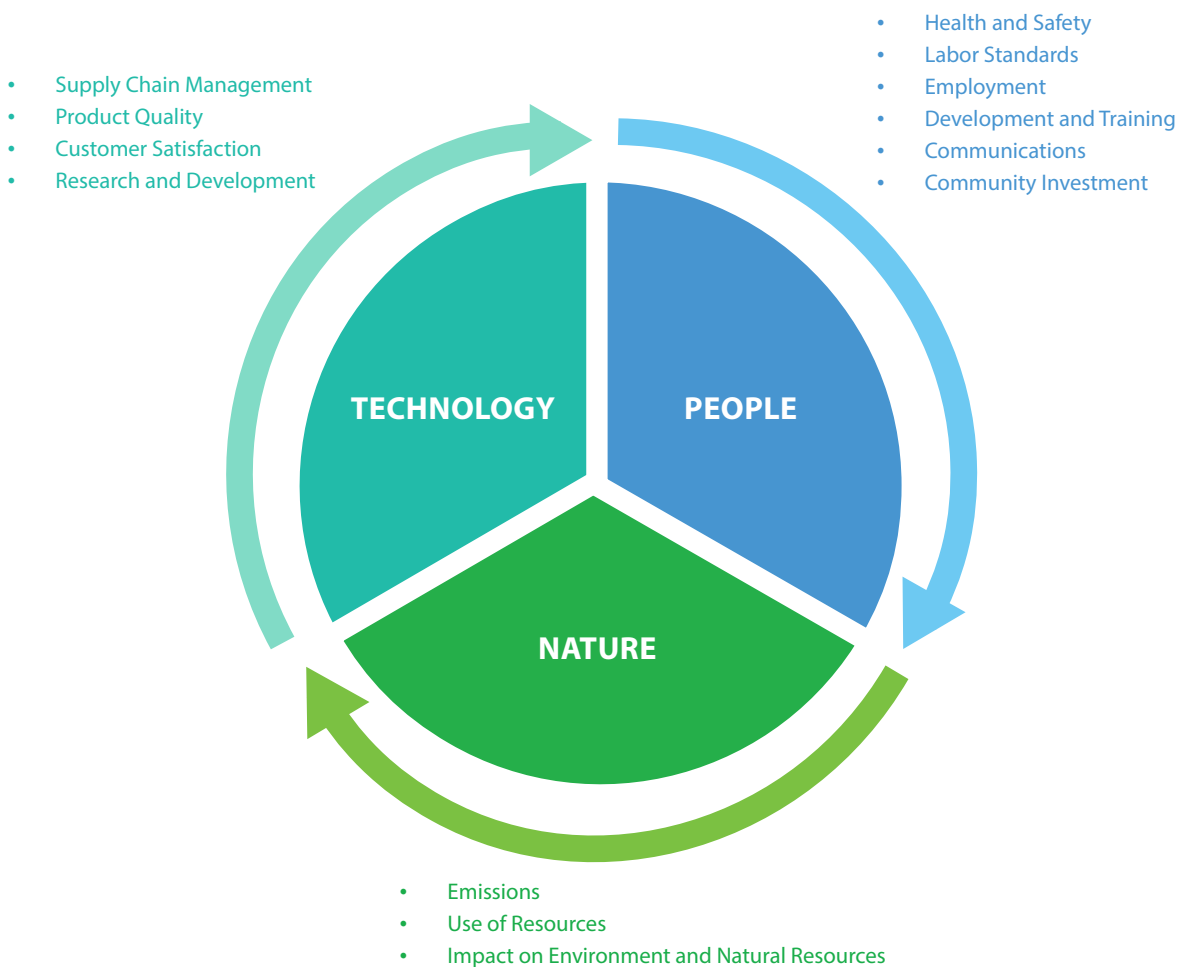 • Health and Safety
• Labor Standards
• Employment
• Development and Training
• Communications
• Community Investment
• Supply Chain Management
• Product Quality
• Customer Satisfaction
• Research and Development
TECHNOLOGY
PEOPLE
NATURE
• Emissions
• Use of Resources
• Impact on Environment and Natural Resources